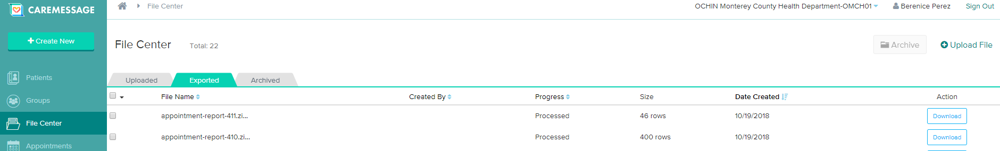 CAREMESSAGE
File Center
OCHIN Monterey County Health Department-OMCH01
Berenice Perez
Sign Out
Create New
File Center
Total: 22
Archive
Upload File
Patients
Groups
File Center
Appointments
Uploaded
Exported
Archived
File Name
Created By
Progress
Size
Date Created
Action
appointment-report-411.zi...
Processed
46 rows
10/19/2018
Download
appointment-report-410.zi...
Processed
400 rows
10/19/2018
Download